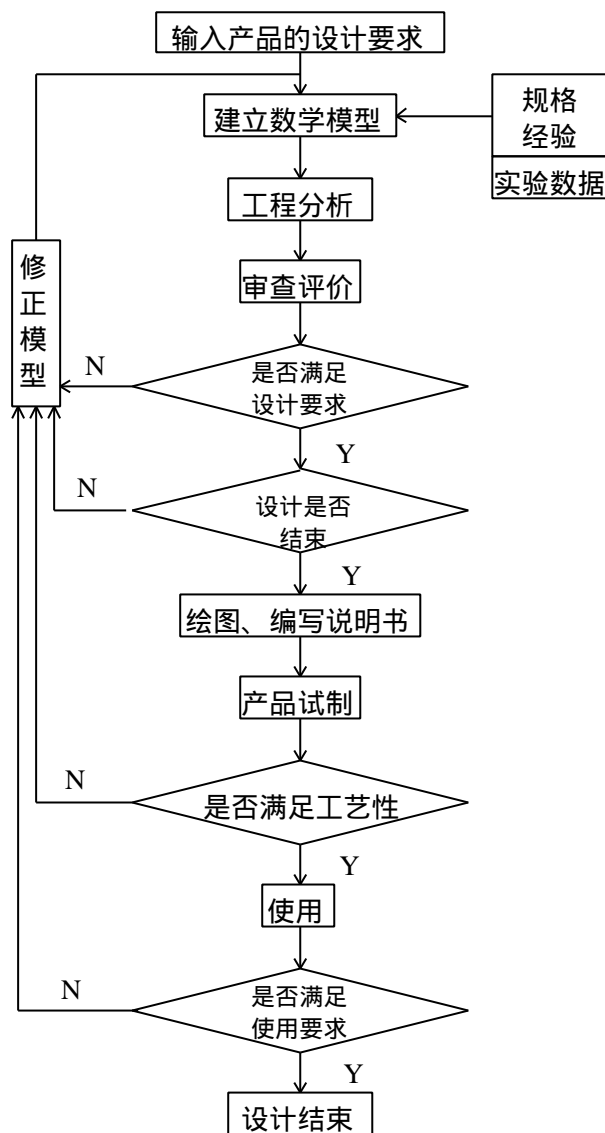 输入产品的设计要求
建立数学模型
规格
经验
实验数据
工程分析
审查评价
修
正
模
型
N
是否满足
设计要求
Y
N
设计是否
结束
Y
绘图、编写说明书
产品试制
N
是否满足工艺性
Y
使用
N
是否满足
使用要求
Y
设计结束